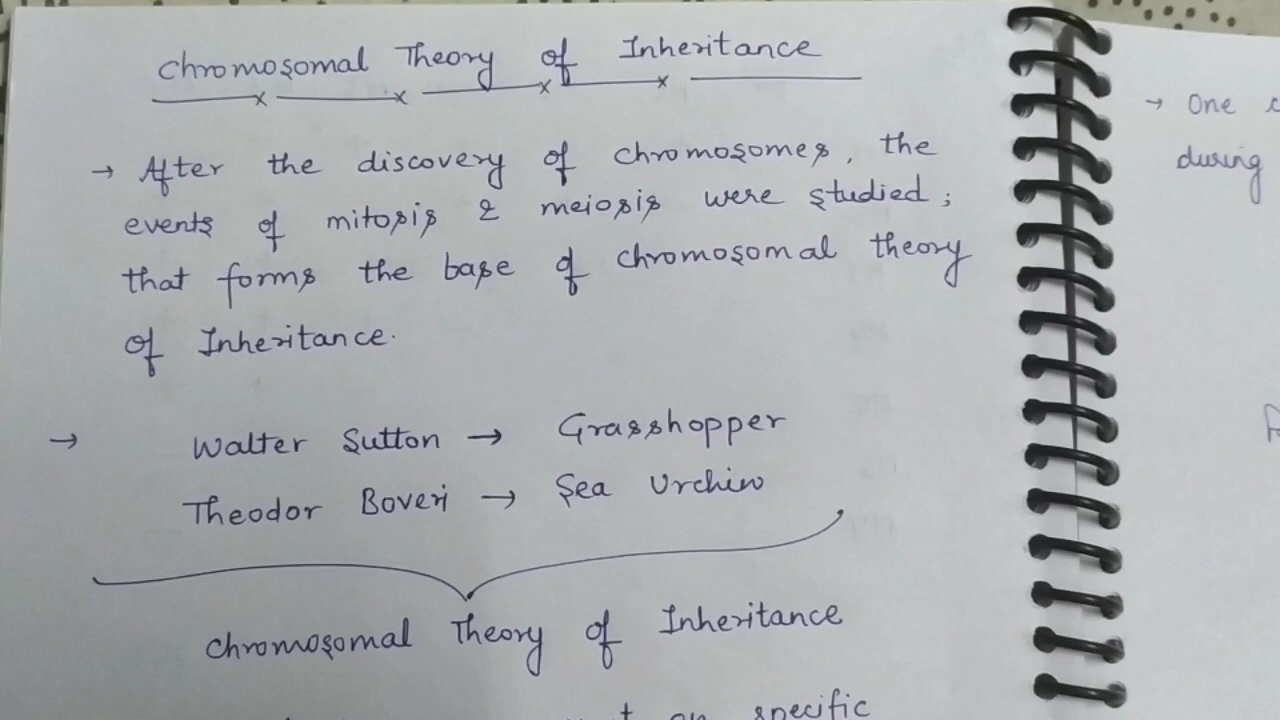 Chromosomal Theory of Inheritance
→ After the discovery of chromosomes, the
events of mitosis & meiosis were studied;
that forms the base of chromosomal theory
of Inheritance.
→ Walter Sutton → Grasshopper
Theodor Boveri → Sea Urchin
Chromosomal Theory of Inheritance
on specific
→ One
during